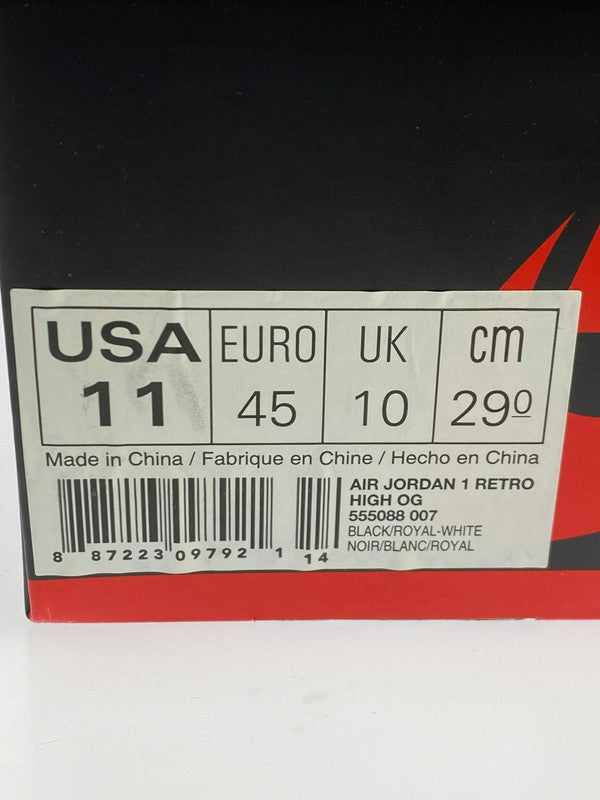 USA EURO UK cm
11 45 10 290
Made in China / Fabrique en Chine / Hecho en China
AIR JORDAN 1 RETRO
HIGH OG
555088 007
BLACK/ROYAL-WHITE
NOIR/BLANC/ROYAL
8 87223 09792 1 14